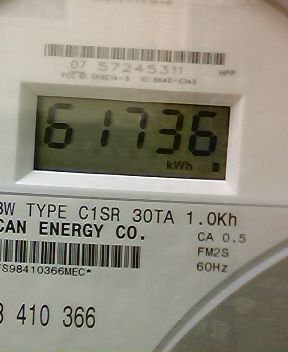 07 57245311
61736
kWh
3W TYPE C1SR 30TA 1.0Kh
CAN ENERGY CO.
CA 0.5
FM2S
60Hz
FS98410366MEC*
410 366